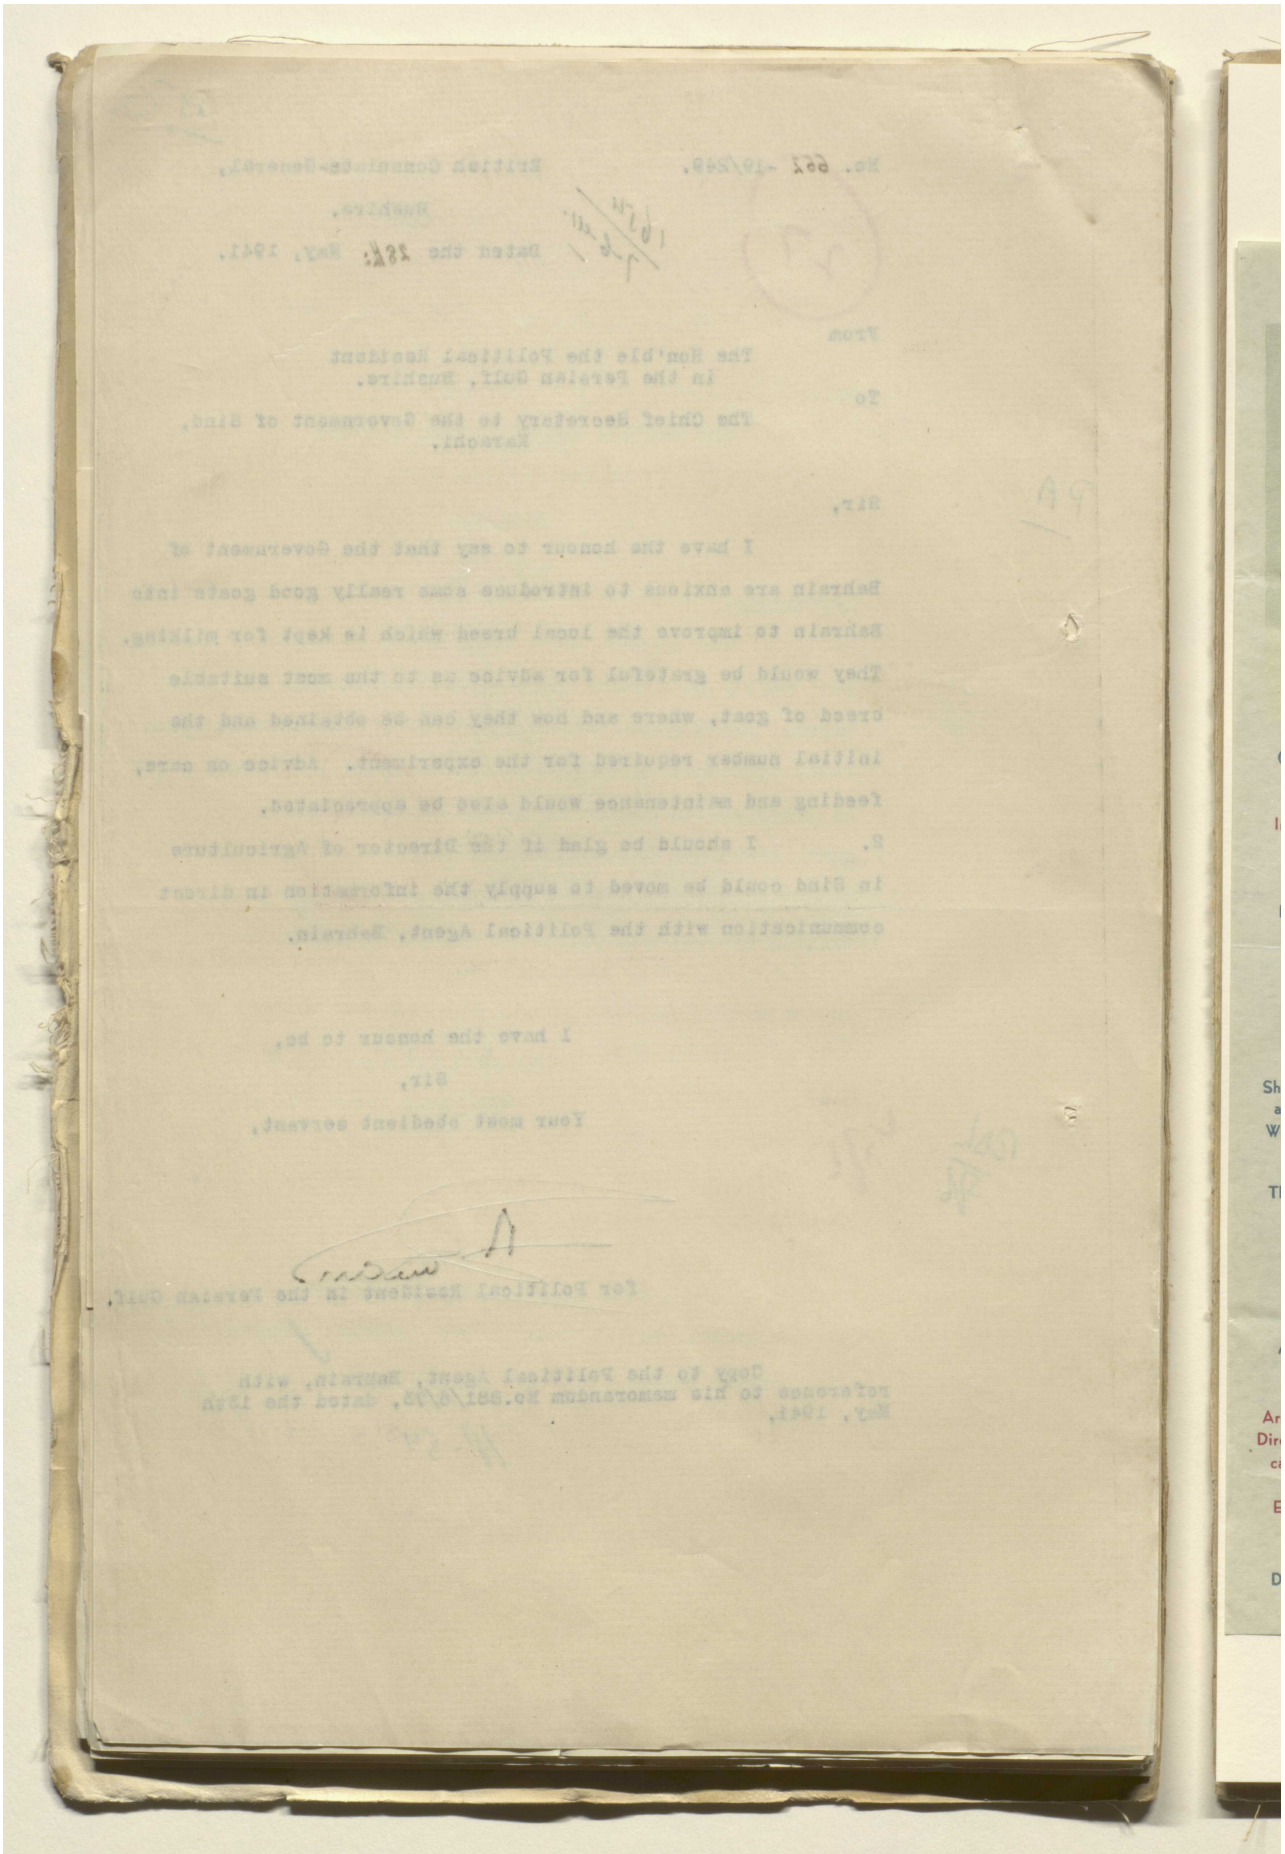 No. 662 -19/249. British Consulate-General,
Bushire.
Dated the 28th May, 1941.
From
The Hon'ble the Political Resident
in the Persian Gulf, Bushire.
To
The Chief Secretary to the Government of Sind,
Karachi.
PA
Sir,
I have the honour to say that the Government of
Bahrain are anxious to introduce some really good goats into
Bahrain to improve the local breed which is kept for milking.
They would be grateful for advice as to the most suitable
breed of goat, where and how they can be obtained and the
initial number required for the experiment. Advice on care,
feeding and maintenance would also be appreciated.
2. I should be glad if the Director of Agriculture
in Sind could be moved to supply the information in direct
communication with the Political Agent, Bahrain.
I have the honour to be,
Sir,
Your most obedient servant,
for Political Resident in the Persian Gulf.
Copy to the Political Agent, Bahrain, with
reference to his memorandum dated the 13th
May, 1941.